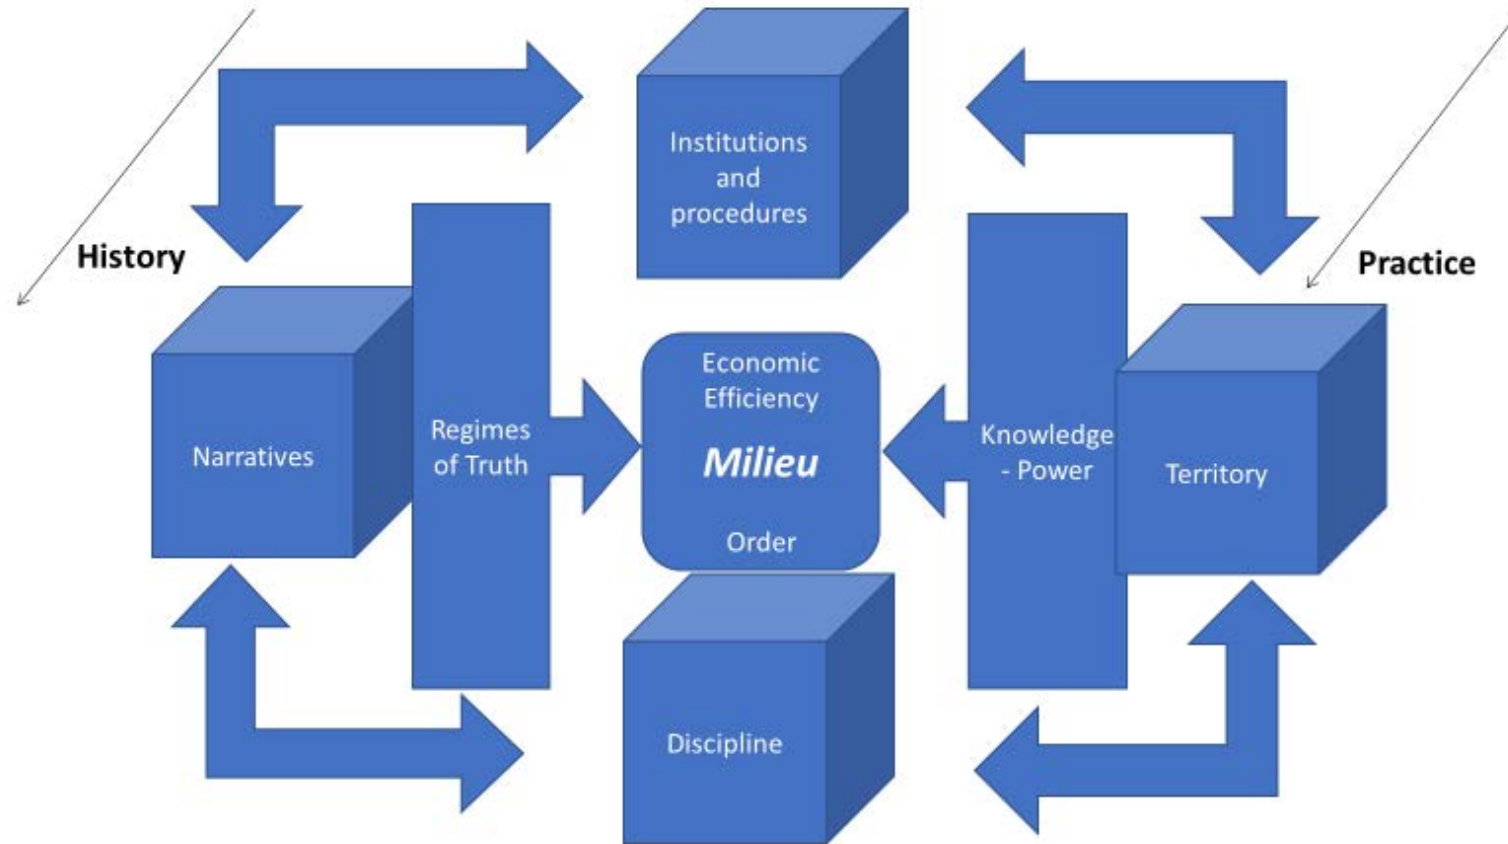 Institutions
and
procedures
History
Practice
Narratives
Regimes
of Truth
Economic
Efficiency
Milieu
Order
Knowledge
- Power
Territory
Discipline